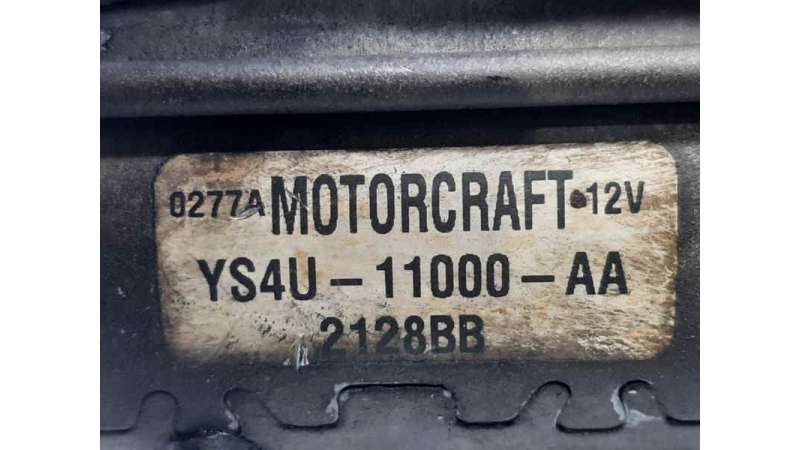 0277A MOTORCRAFT•12V
YS4U-11000-AA
2128BB